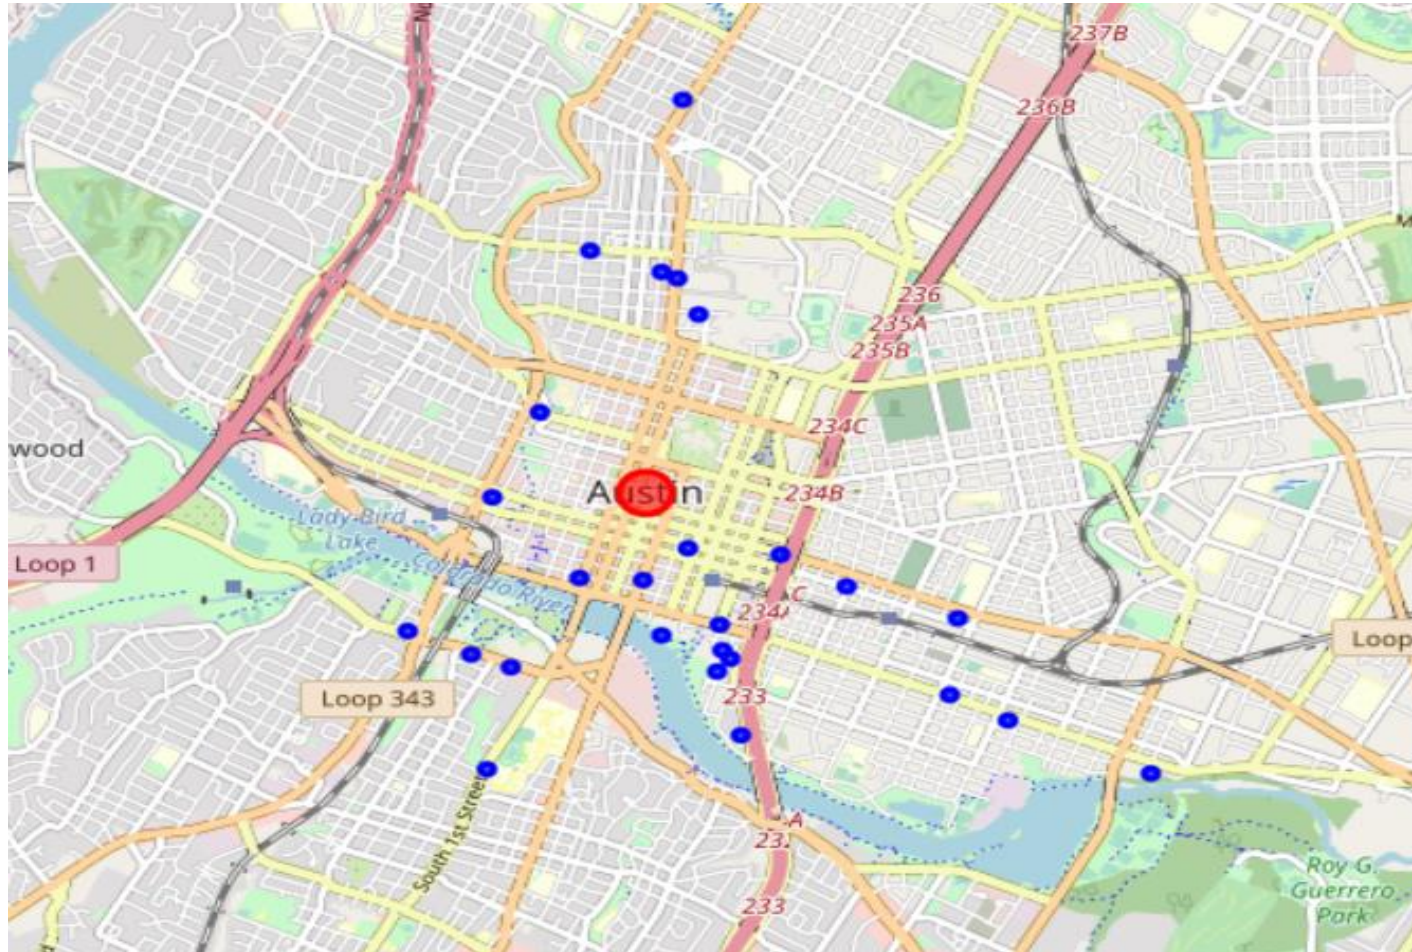 237B
236B
236
235A
235B
wood
234C
Austin
234B
Lady Bird
Lake
Colorado River
Loop 1
C
234
Loop
Loop 343
233
South 1st Street
A
Roy G.
Guerrero
Park
233